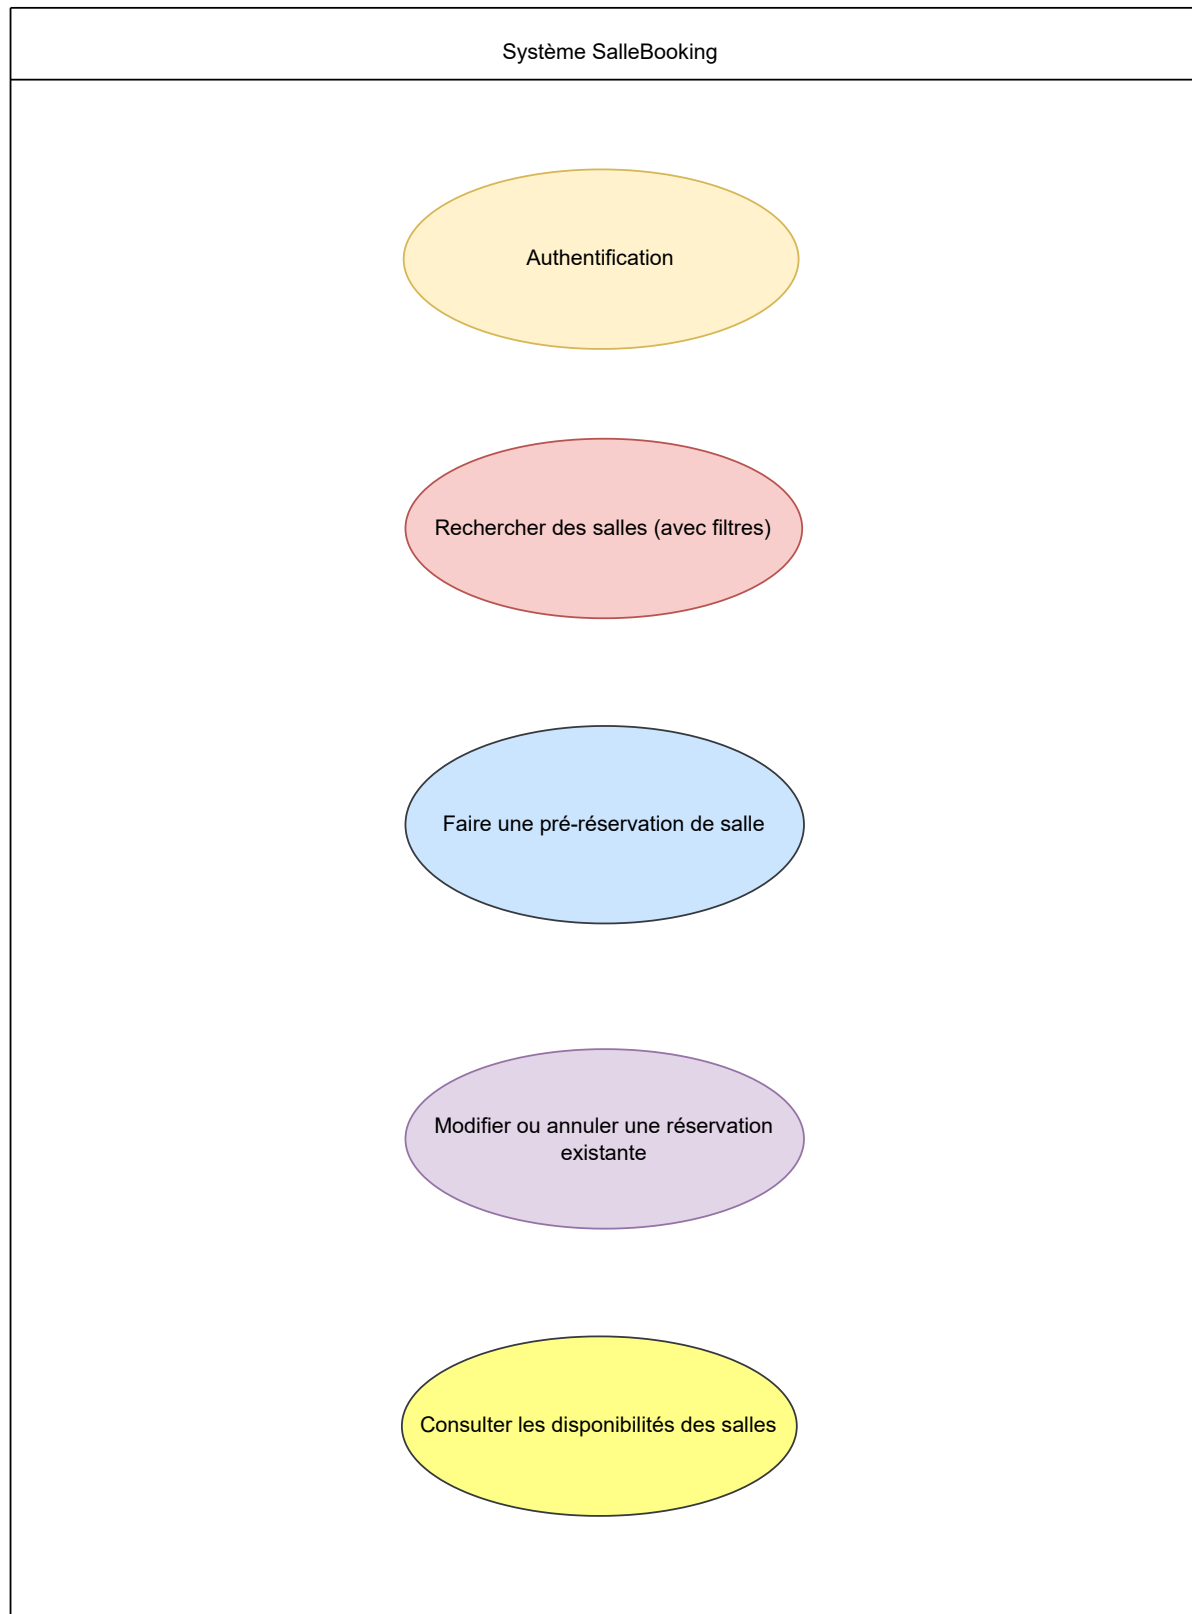 Système SalleBooking
Authentification
Rechercher des salles (avec filtres)
Faire une pré-réservation de salle
Modifier ou annuler une réservation
existante
Consulter les disponibilités des salles